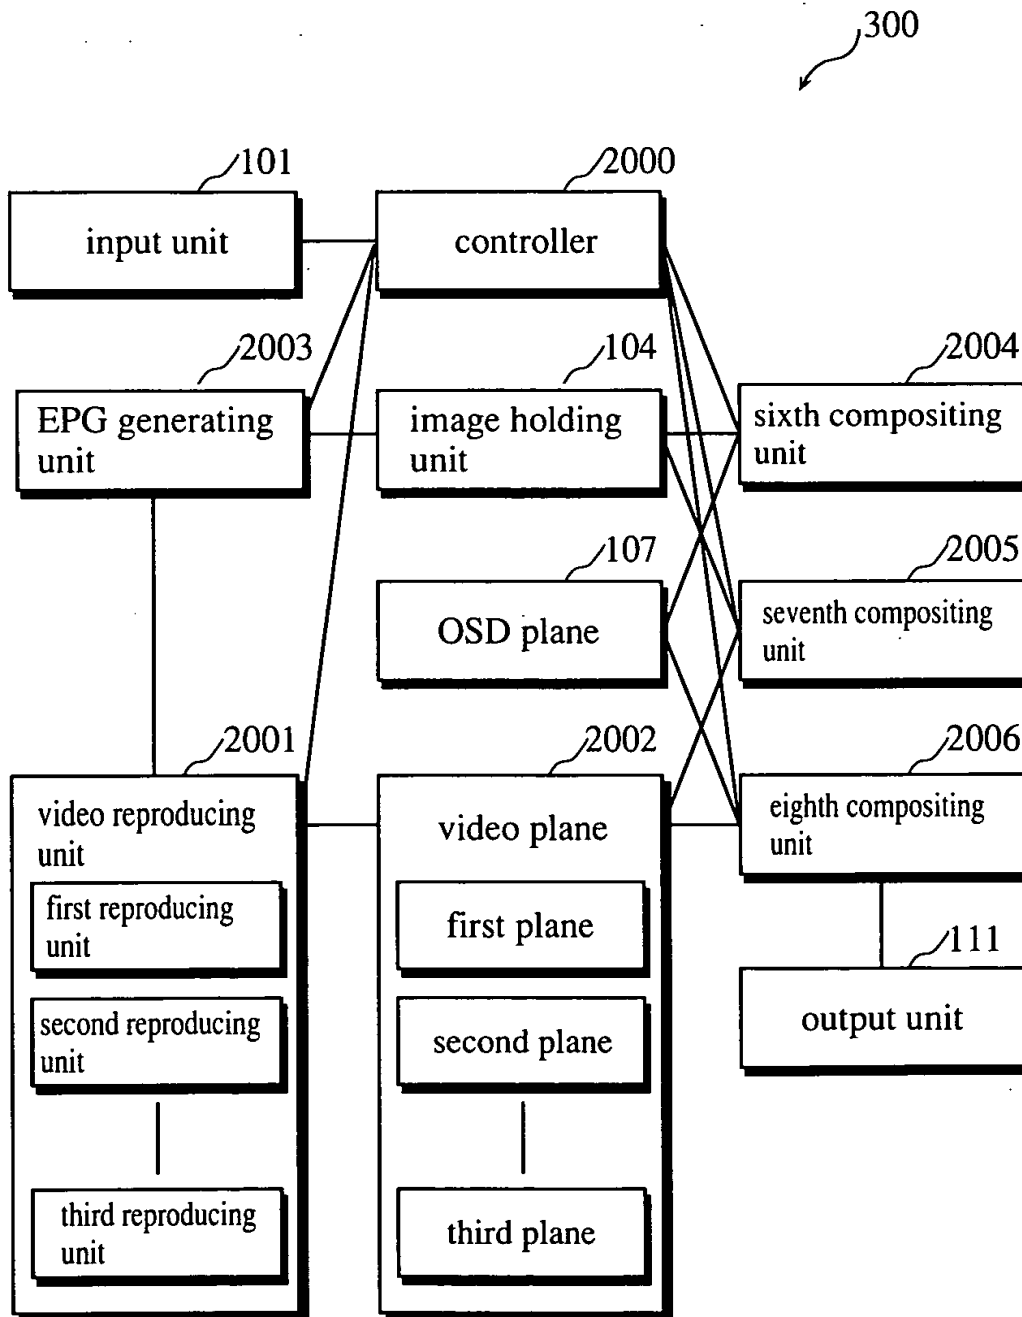 300
101
2000
input unit
controller
2003
104
2004
EPG generating
unit
image holding
unit
sixth compositing
unit
107
2005
OSD plane
seventh compositing
unit
2001
2002
2006
video reproducing
unit
video plane
eighth compositing
unit
first reproducing
unit
first plane
111
second reproducing
unit
second plane
output unit
third reproducing
unit
third plane